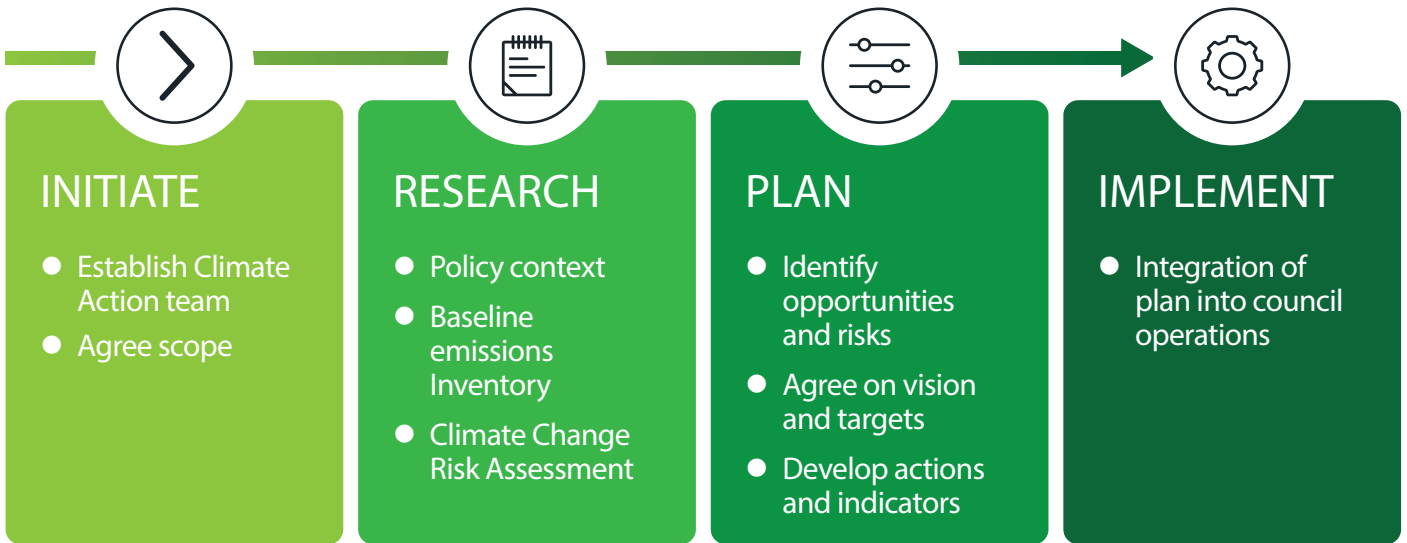 INITIATE
Establish Climate
Action team
Agree scope
RESEARCH
Policy context
Baseline
emissions
Inventory
Climate Change
Risk Assessment
PLAN
Identify
opportunities
and risks
Agree on vision
and targets
Develop actions
and indicators
IMPLEMENT
Integration of
plan into council
operations